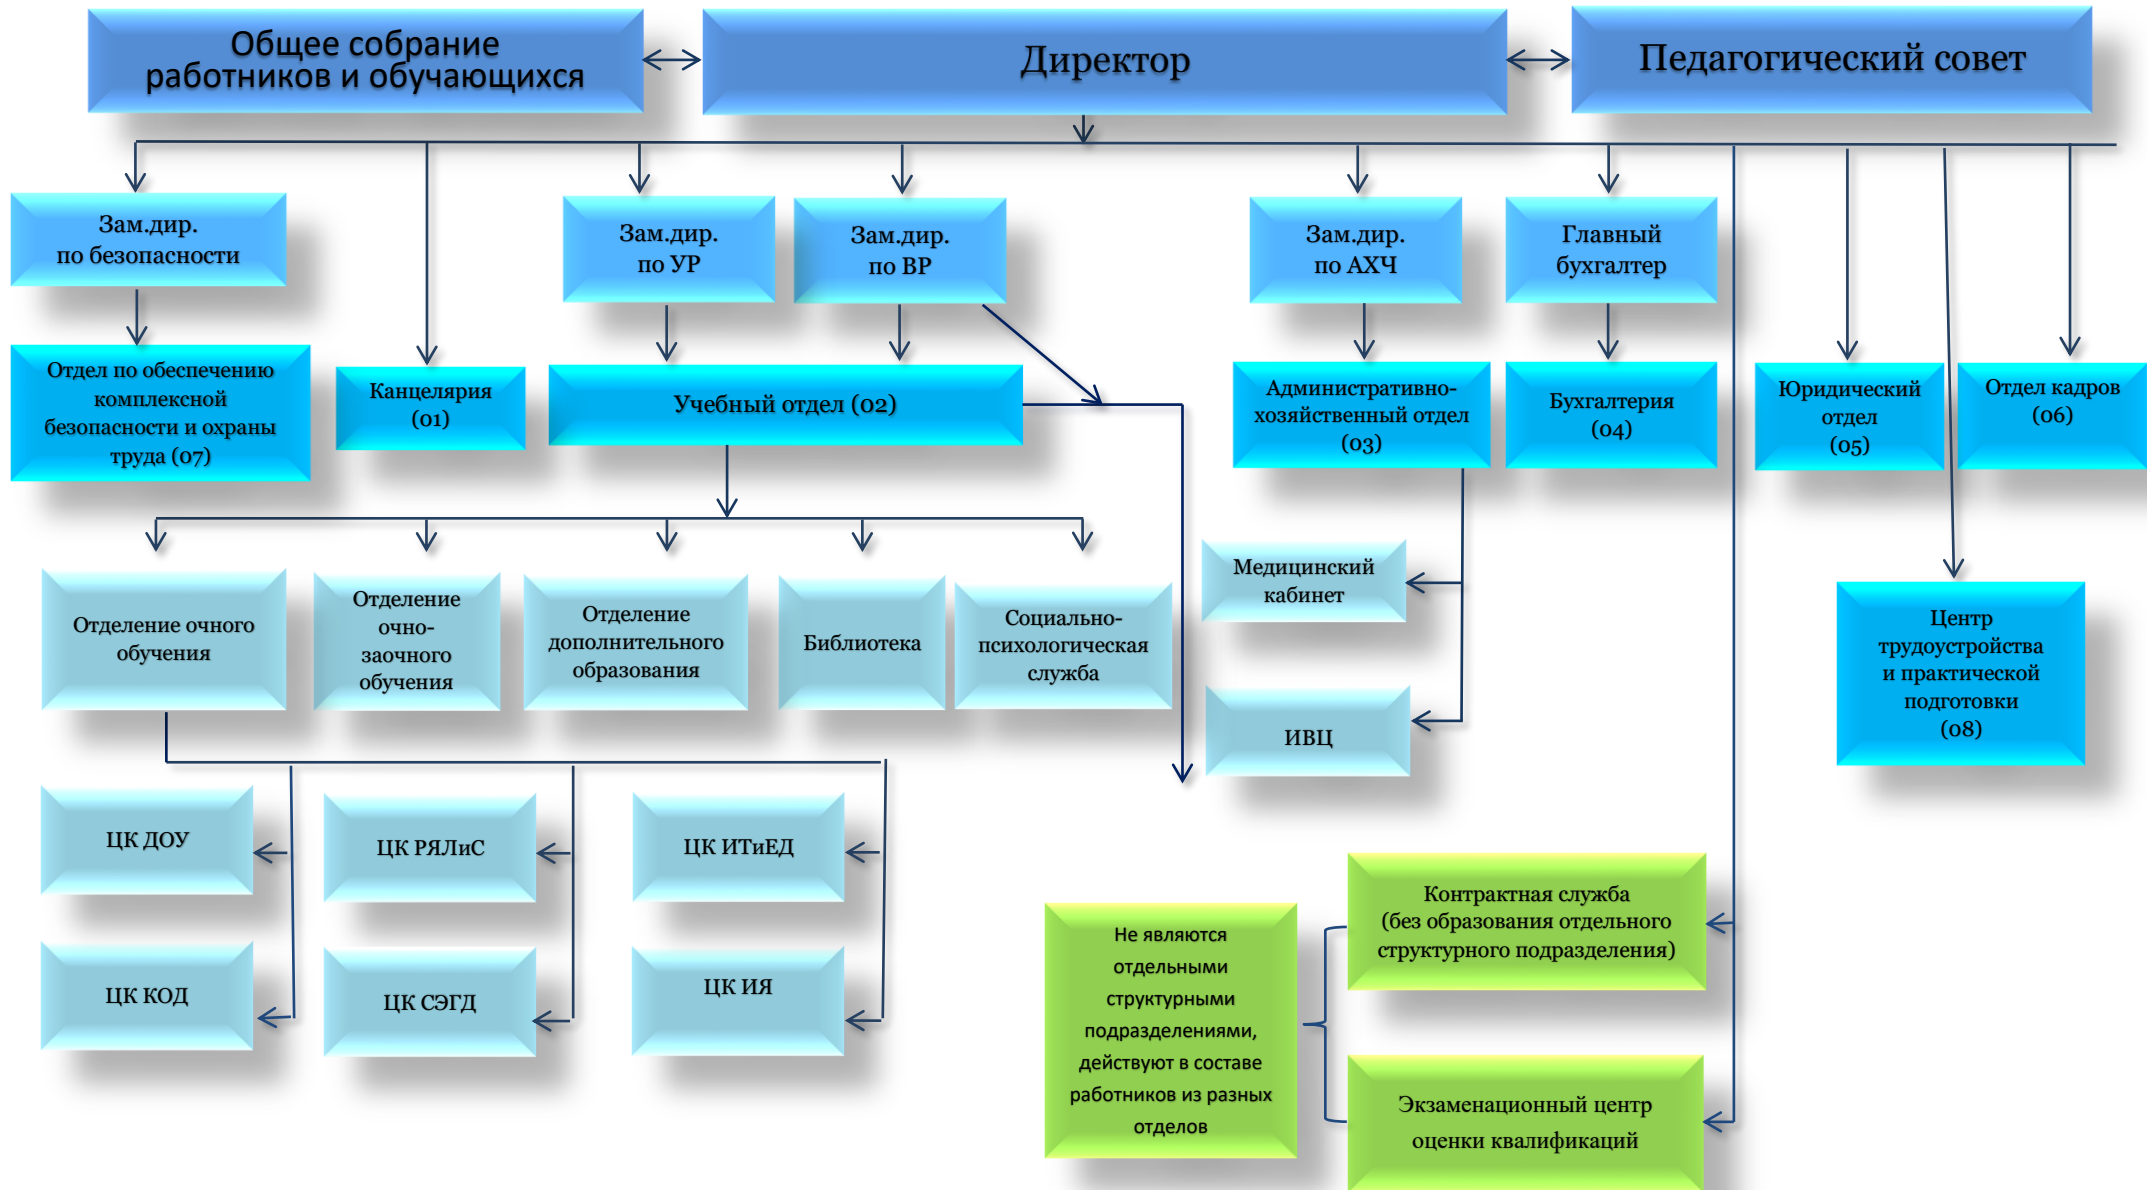 Общее собрание
работников и обучающихся
Директор
Педагогический совет
Зам.дир.
по безопасности
Зам.дир.
по УР
Зам.дир.
по ВР
Зам.дир.
по АХЧ
Главный
бухгалтер
Отдел по обеспечению
комплексной
безопасности и охраны
труда (07)
Канцелярия
(01)
Учебный отдел (02)
Административно-
хозяйственный отдел
(03)
Бухгалтерия
(04)
Юридический
отдел
(05)
Отдел кадров
(06)
Отделение очного
обучения
Отделение
очно-
заочного
обучения
Отделение
дополнительного
образования
Библиотека
Социально-
психологическая
служба
Медицинский
кабинет
ИВЦ
Центр
трудоустройства
и практической
подготовки
(08)
ЦК ДОУ
ЦК РЯЛиС
ЦК ИТиЕД
ЦК КОД
ЦК СЭГД
ЦК ИЯ
Не являются
отдельными
структурными
подразделениями,
действуют в составе
работников из разных
отделов
Контрактная служба
(без образования отдельного
структурного подразделения)
Экзаменационный центр
оценки квалификаций